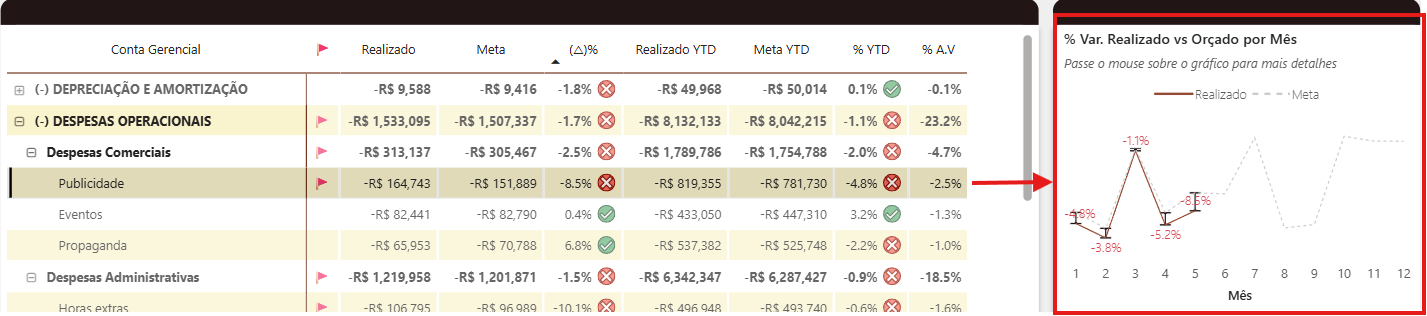 Conta Gerencial Realizado Meta (△)% Realizado YTD Meta YTD % YTD % A.V
(-) DEPRECIAÇÃO E AMORTIZAÇÃO -R$ 9,588 -R$ 9,416 -1.8% -R$ 49,968 -R$ 50,014 0.1% -0.1%
(-) DESPESAS OPERACIONAIS -R$ 1,533,095 -R$ 1,507,337 -1.7% -R$ 8,132,133 -R$ 8,042,215 -1.1% -23.2%
Despesas Comerciais -R$ 313,137 -R$ 305,467 -2.5% -R$ 1,789,786 -R$ 1,754,788 -2.0% -4.7%
Publicidade -R$ 164,743 -R$ 151,889 -8.5% -R$ 819,355 -R$ 781,730 -4.8% -2.5%
Eventos -R$ 82,441 -R$ 82,790 0.4% -R$ 433,050 -R$ 447,310 3.2% -1.3%
Propaganda -R$ 65,953 -R$ 70,788 6.8% -R$ 537,382 -R$ 525,748 -2.2% -1.0%
Despesas Administrativas -R$ 1,219,958 -R$ 1,201,871 -1.5% -R$ 6,342,347 -R$ 6,287,427 -0.9% -18.5%
Horas extras -R$ 106,795 -R$ 96,989 -10.1% -R$ 496,948 -R$ 493,740 -0.6% -1.6%
% Var. Realizado vs Orçado por Mês
Passe o mouse sobre o gráfico para mais detalhes
Realizado Meta
-1.1%
-8.5%
-4.8%
-5.2%
-3.8%
1 2 3 4 5 6 7 8 9 10 11 12
Mês